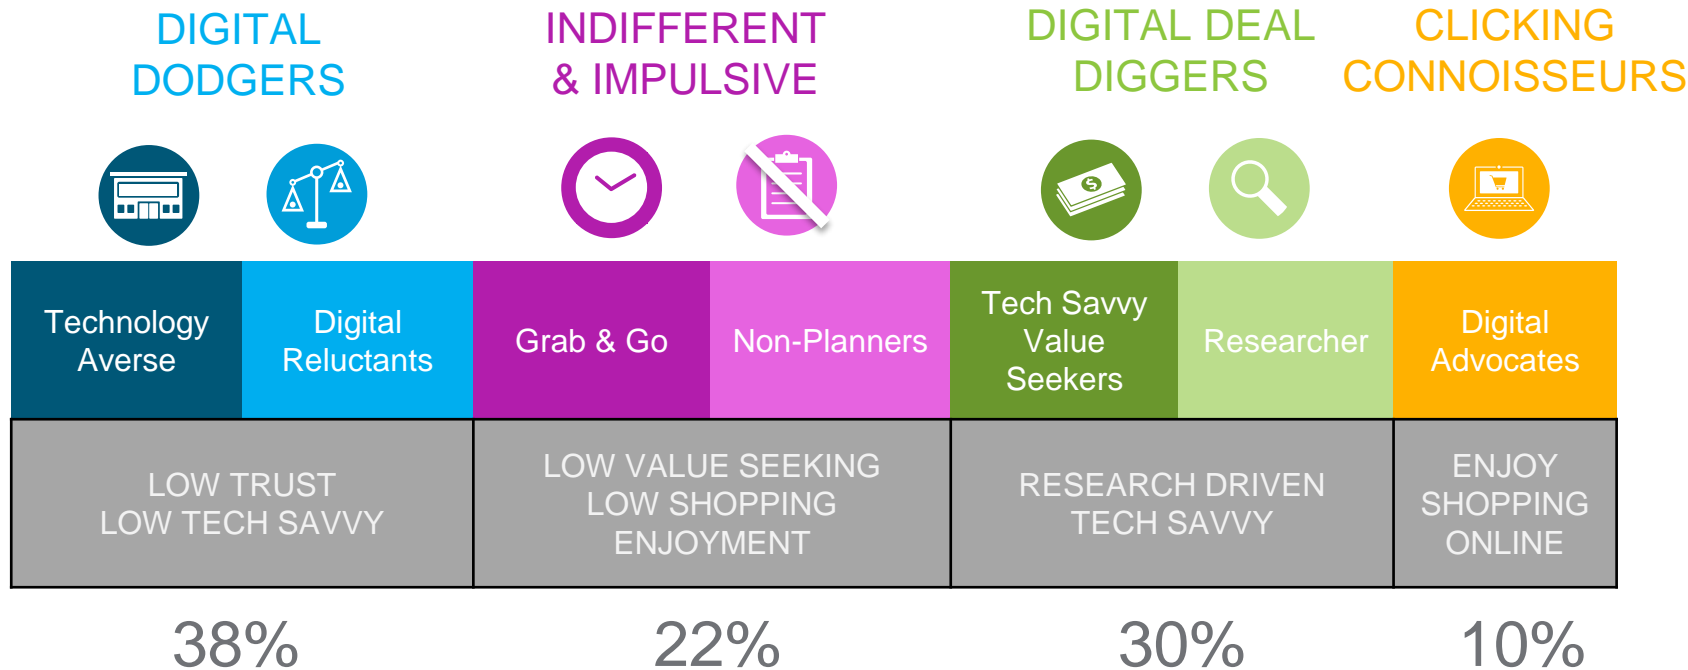 DIGITAL
DODGERS
INDIFFERENT
& IMPULSIVE
DIGITAL DEAL
DIGGERS
CLICKING
CONNOISSEURS
$
Technology
Averse
Digital
Reluctants
Grab & Go
Non-Planners
Tech Savvy
Value
Seekers
Researcher
Digital
Advocates
LOW TRUST
LOW TECH SAVVY
LOW VALUE SEEKING
LOW SHOPPING
ENJOYMENT
RESEARCH DRIVEN
TECH SAVVY
ENJOY
SHOPPING
ONLINE
38%
22%
30%
10%